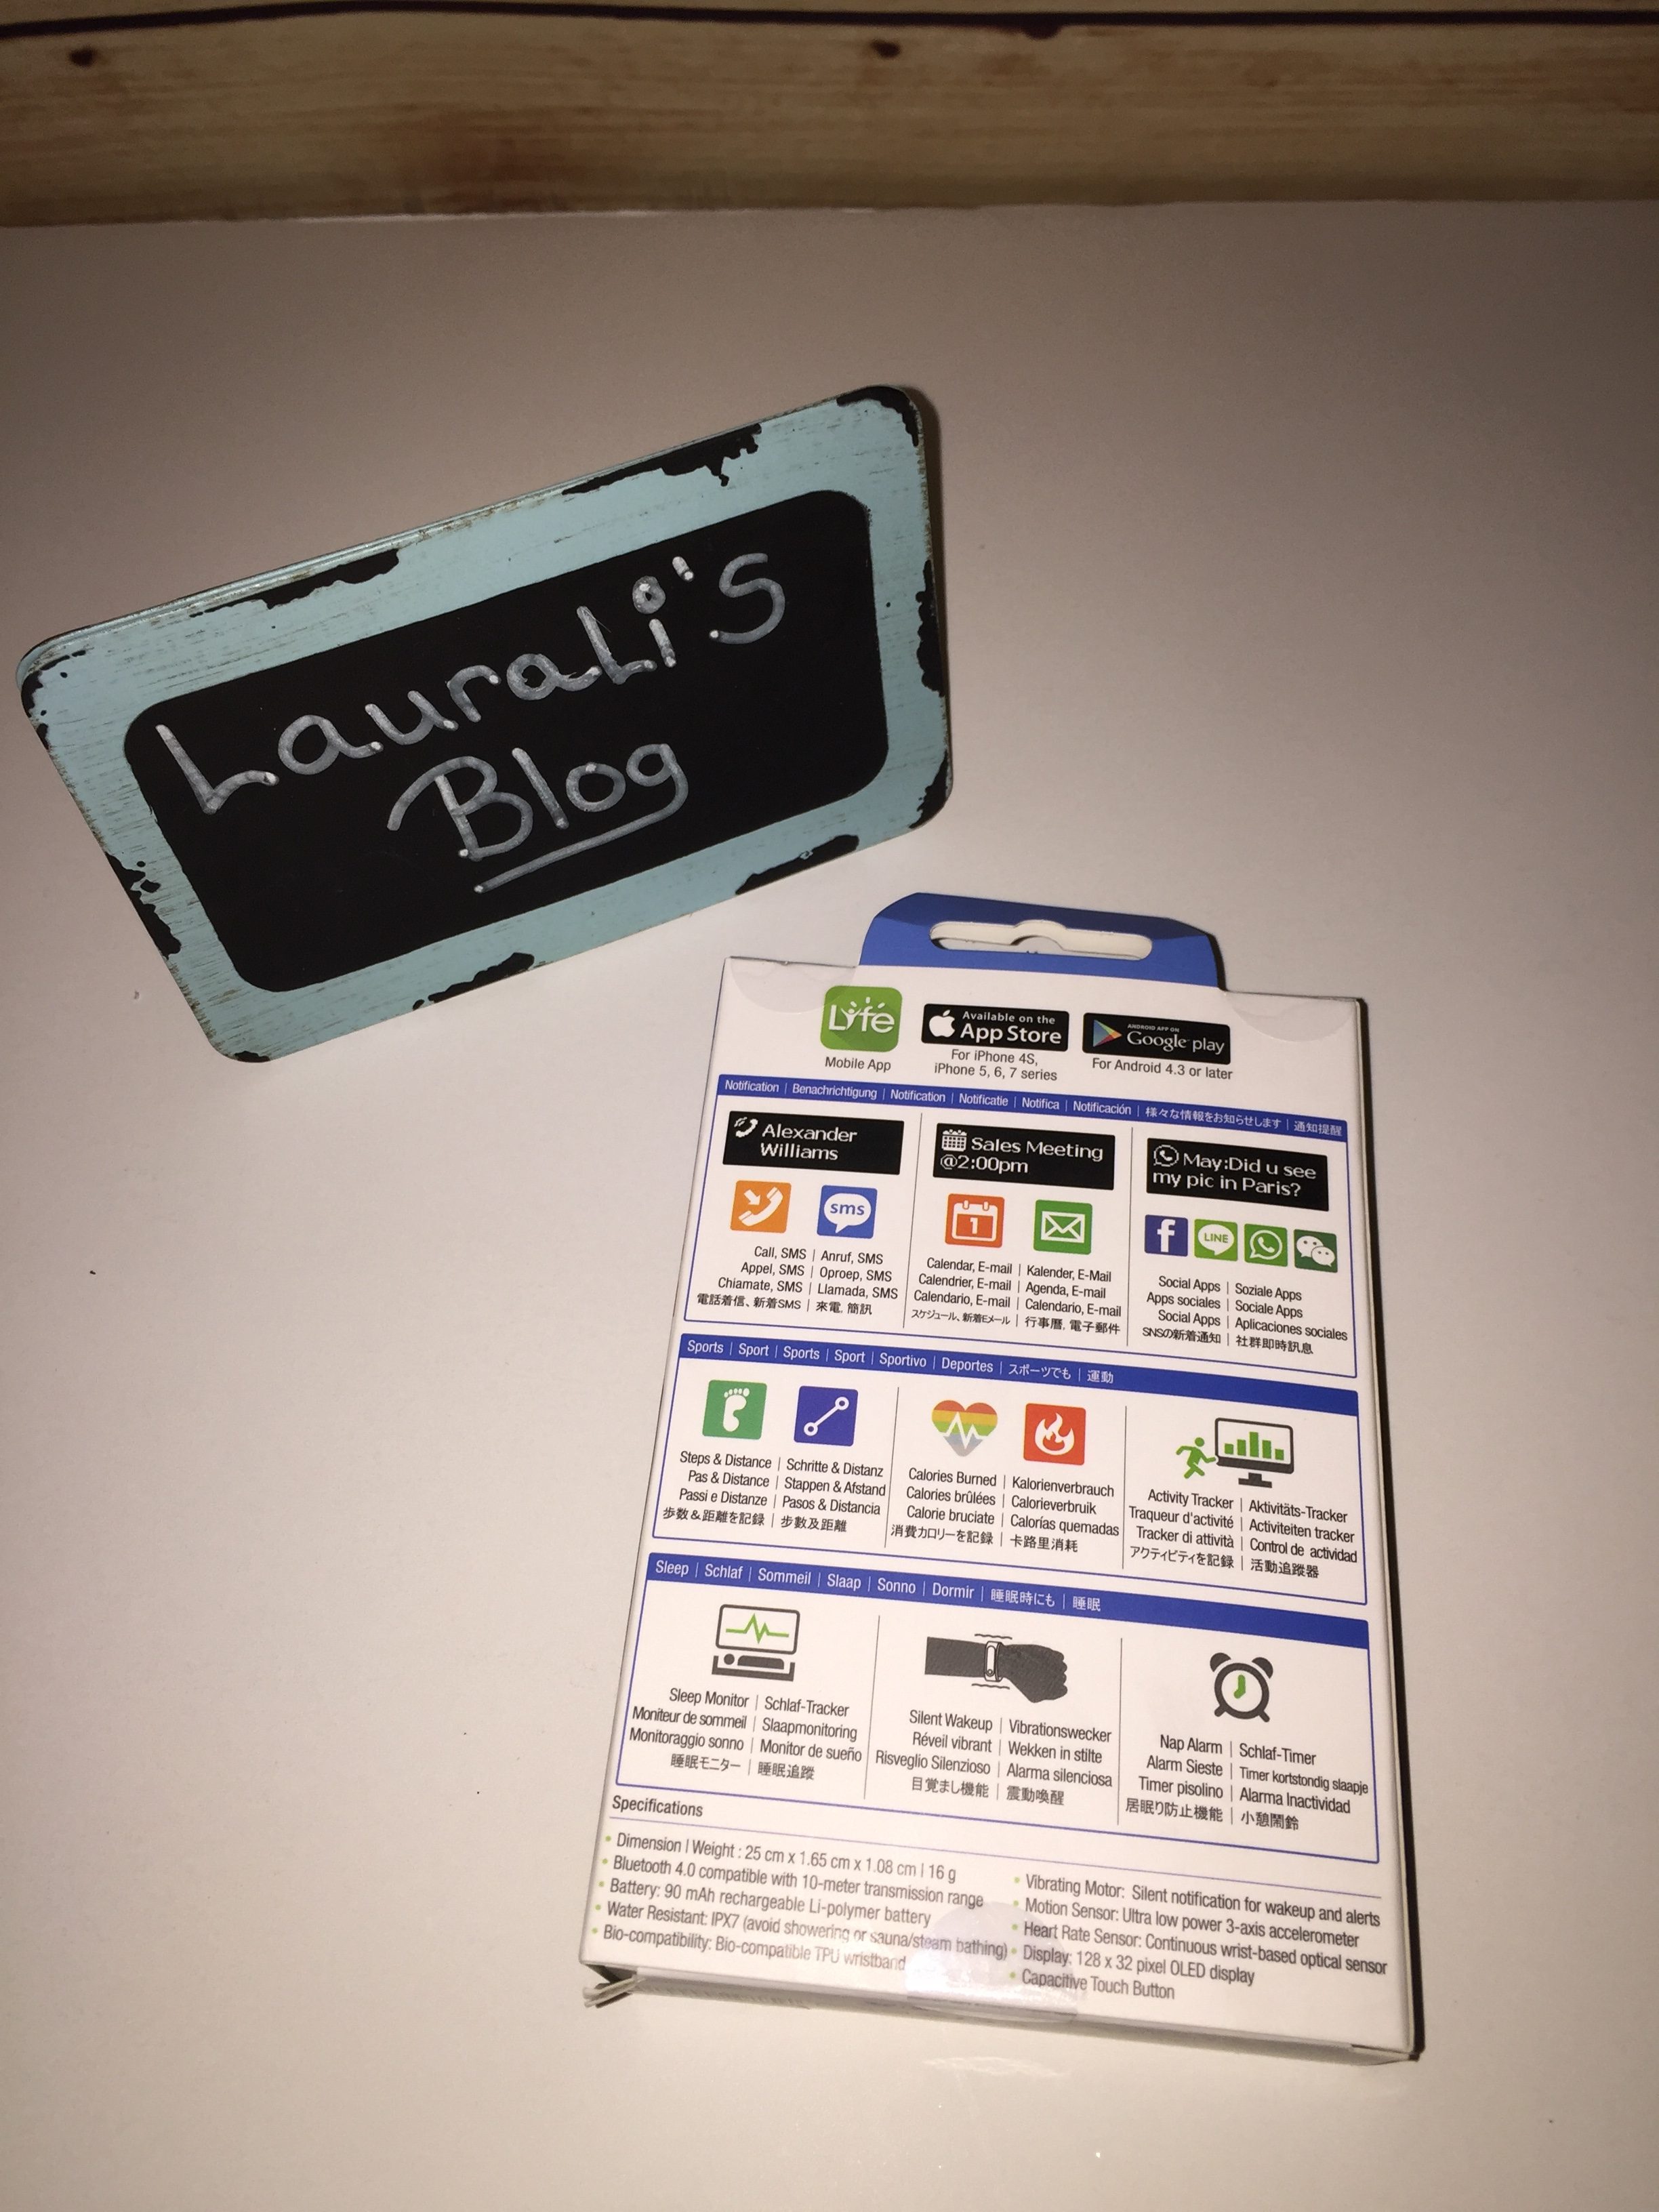 LauraLi's
Blog
Lyfe
Mobile App
Available on the
App Store
For iPhone 4S,
iPhone 5, 6, 7 series
ANDROID APP ON
Google play
For Android 4.3 or later
Notification | Benachrichtigung | Notification | Notificatie | Notifica | Notificación | 様々な情報をお知らせします | 通知提醒
Alexander
Williams
sms
Call, SMS | Anruf, SMS
Appel, SMS | Oproep, SMS
Chiamate, SMS | Llamada, SMS
電話着信、新着SMS | 來電, 簡訊
Sales Meeting
@2:00pm
1
Calendar, E-mail | Kalender, E-Mail
Calendrier, E-mail | Agenda, E-mail
Calendario, E-mail | Calendario, E-mail
スケジュール、新着Eメール | 行事曆, 電子郵件
May:Did u see
my pic in Paris?
f LINE
Social Apps | Soziale Apps
Apps sociales | Sociale Apps
Social Apps | Aplicaciones sociales
SNSの新着通知 | 社群即時訊息
Sports | Sport | Sports | Sport | Sportivo | Deportes | スポーツでも | 運動
Steps & Distance | Schritte & Distanz
Pas & Distance | Stappen & Afstand
Passi e Distanze | Pasos & Distancia
歩数&距離を記録 | 步數及距離
Calories Burned | Kalorienverbrauch
Calories brûlées | Calorieverbruik
Calorie bruciate | Calorías quemadas
消費カロリーを記録 | 卡路里消耗
Activity Tracker | Aktivitäts-Tracker
Traqueur d'activité | Activiteiten tracker
Tracker di attività | Control de actividad
アクティビティを記録 | 活動追蹤器
Sleep | Schlaf | Sommeil | Slaap | Sonno | Dormir | 睡眠時にも | 睡眠
Sleep Monitor | Schlaf-Tracker
Moniteur de sommeil | Slaapmonitoring
Monitoraggio sonno | Monitor de sueño
睡眠モニター | 睡眠追蹤
Silent Wakeup | Vibrationswecker
Réveil vibrant | Wekken in stilte
Risveglio Silenzioso | Alarma silenciosa
目覚まし機能 | 震動喚醒
Nap Alarm | Schlaf-Timer
Alarm Sieste | Timer kortstondig slaapje
Timer pisolino | Alarma Inactividad
居眠り防止機能 | 小憩鬧鈴
Specifications
• Dimension | Weight : 25 cm x 1.65 cm x 1.08 cm | 16 g
• Bluetooth 4.0 compatible with 10-meter transmission range
• Battery: 90 mAh rechargeable Li-polymer battery
• Water Resistant: IPX7 (avoid showering or sauna/steam bathing)
• Bio-compatibility: Bio-compatible TPU wristband
• Vibrating Motor: Silent notification for wakeup and alerts
• Motion Sensor: Ultra low power 3-axis accelerometer
• Heart Rate Sensor: Continuous wrist-based optical sensor
• Display: 128 x 32 pixel OLED display
• Capacitive Touch Button